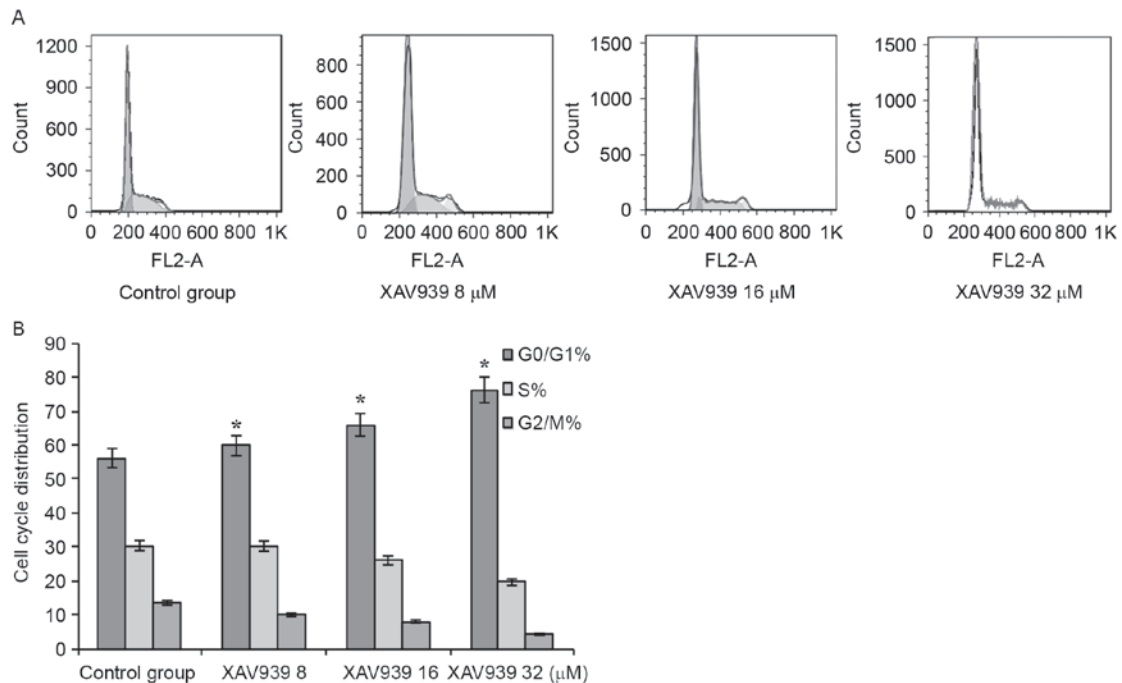 A
1200
900
600
300
0
Count
0 200 400 600 800 1K
FL2-A
Control group
800
600
400
200
0
Count
0 200 400 600 800 1K
FL2-A
XAV939 8 μM
1500
1000
500
0
Count
0 200 400 600 800 1K
FL2-A
XAV939 16 μM
1500
1000
500
0
Count
0 200 400 600 800 1K
FL2-A
XAV939 32 μM
B
90
80
70
60
50
40
30
20
10
0
Cell cycle distribution
* * *
G0/G1%
S%
G2/M%
Control group XAV939 8 XAV939 16 XAV939 32 (μM)